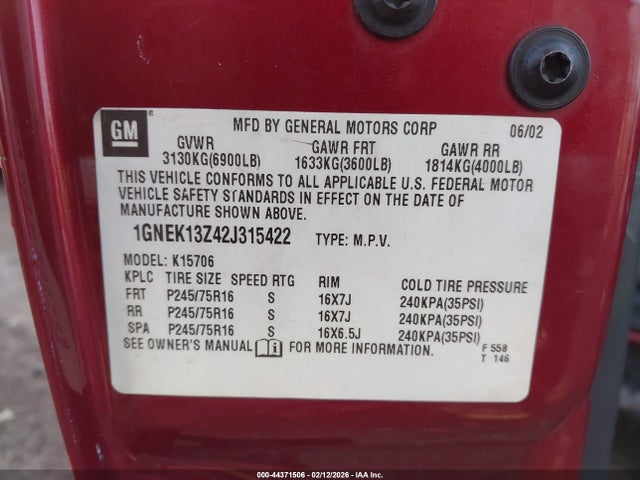 GM ®
MFD BY GENERAL MOTORS CORP 06/02
GVWR GAWR FRT GAWR RR
3130KG(6900LB) 1633KG(3600LB) 1814KG(4000LB)
THIS VEHICLE CONFORMS TO ALL APPLICABLE U.S. FEDERAL MOTOR
VEHICLE SAFETY STANDARDS IN EFFECT ON THE DATE OF
MANUFACTURE SHOWN ABOVE.
1GNEK13Z42J315422 TYPE: M.P.V.
MODEL: K15706
KPLC TIRE SIZE SPEED RTG RIM COLD TIRE PRESSURE
FRT P245/75R16 S 16X7J 240KPA(35PSI)
RR P245/75R16 S 16X7J 240KPA(35PSI)
SPA P245/75R16 S 16X6.5J 240KPA(35PSI)
SEE OWNER'S MANUAL i FOR MORE INFORMATION.
F 558
T 146
000-44371506 - 02/12/2026 - IAA Inc.